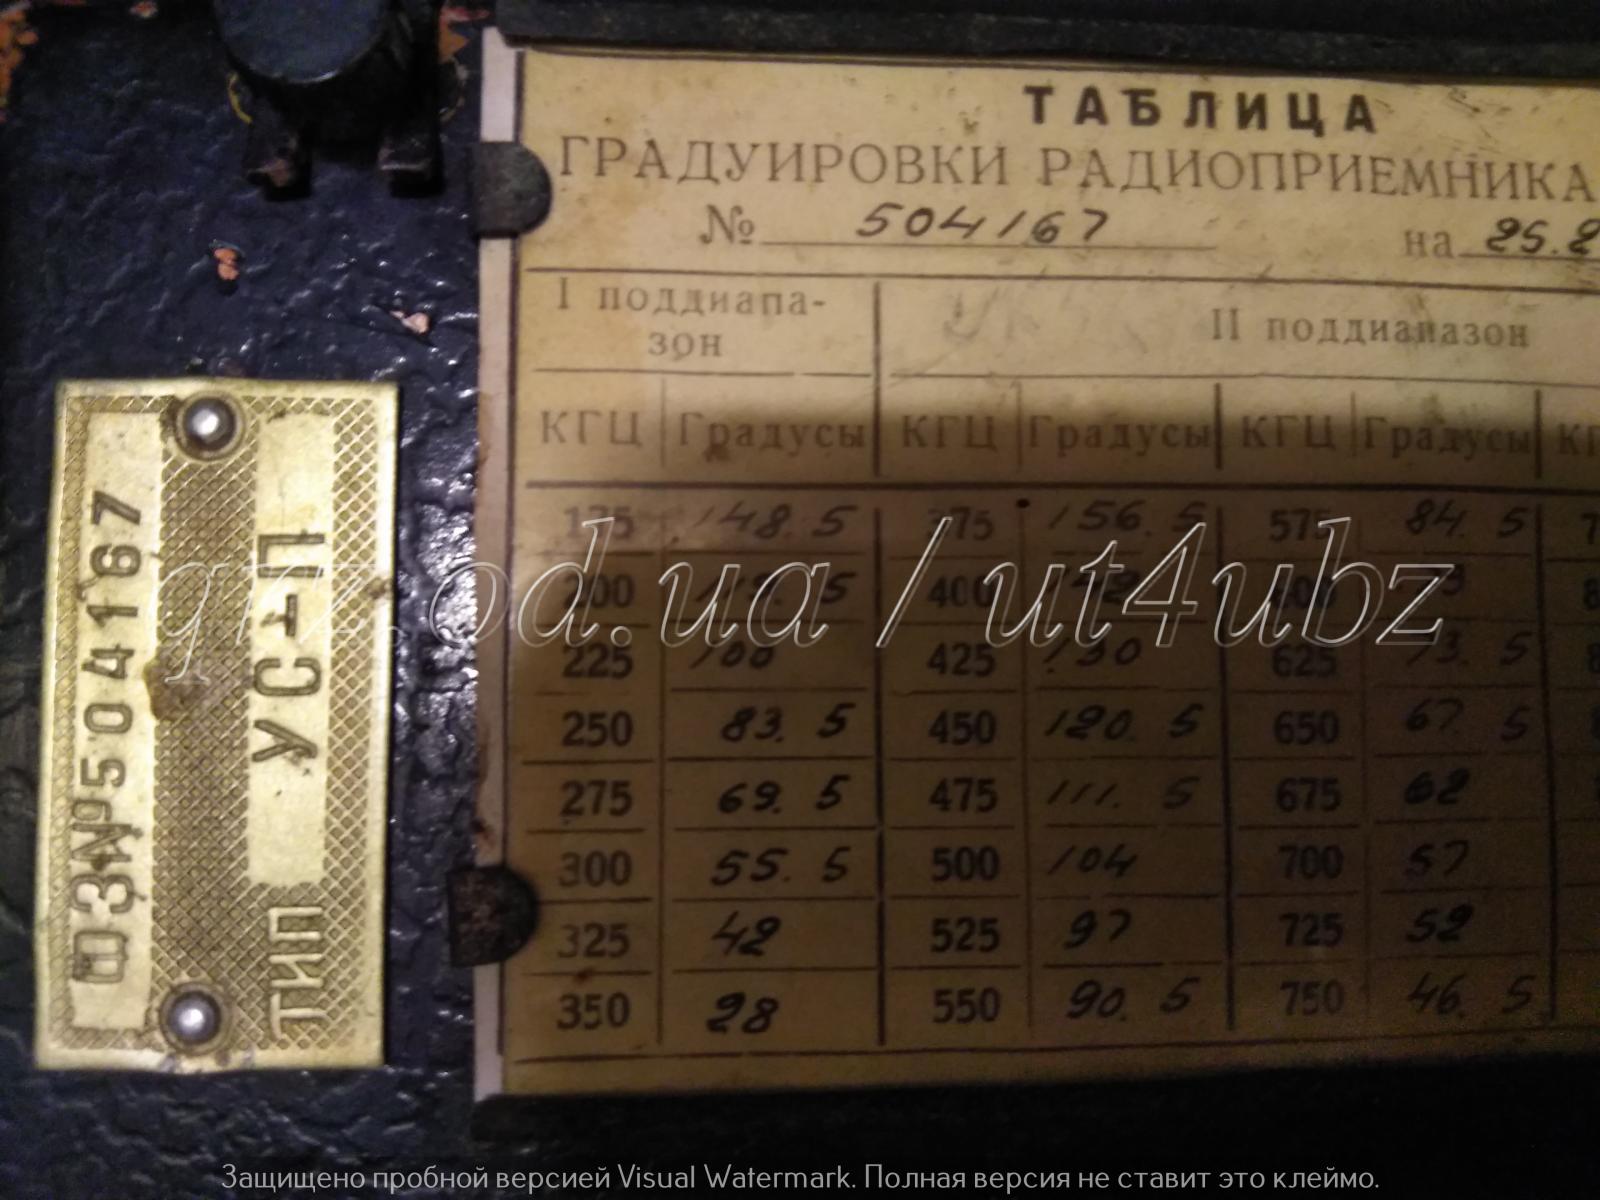 ТАБЛИЦА
ГРАДУИРОВКИ РАДИОПРИЕМНИКА
№ 504167 на 25.2
I поддиапа-
зон
II поддиапазон
КГЦ Градусы КГЦ Градусы КГЦ Градусы
175 148.5 375 156.5 575 84.5
200 400
225 100 425 130 625 73.5
250 83.5 450 120.5 650 67.5
275 69.5 475 111.5 675 62
300 55.5 500 104 700 57
325 42 525 97 725 52
350 28 550 90.5 750 46.5
ТИП УС-П
ПЗ№504167
qrz.od.ua / ut4ubz
Защищено пробной версией Visual Watermark. Полная версия не ставит это клеймо.